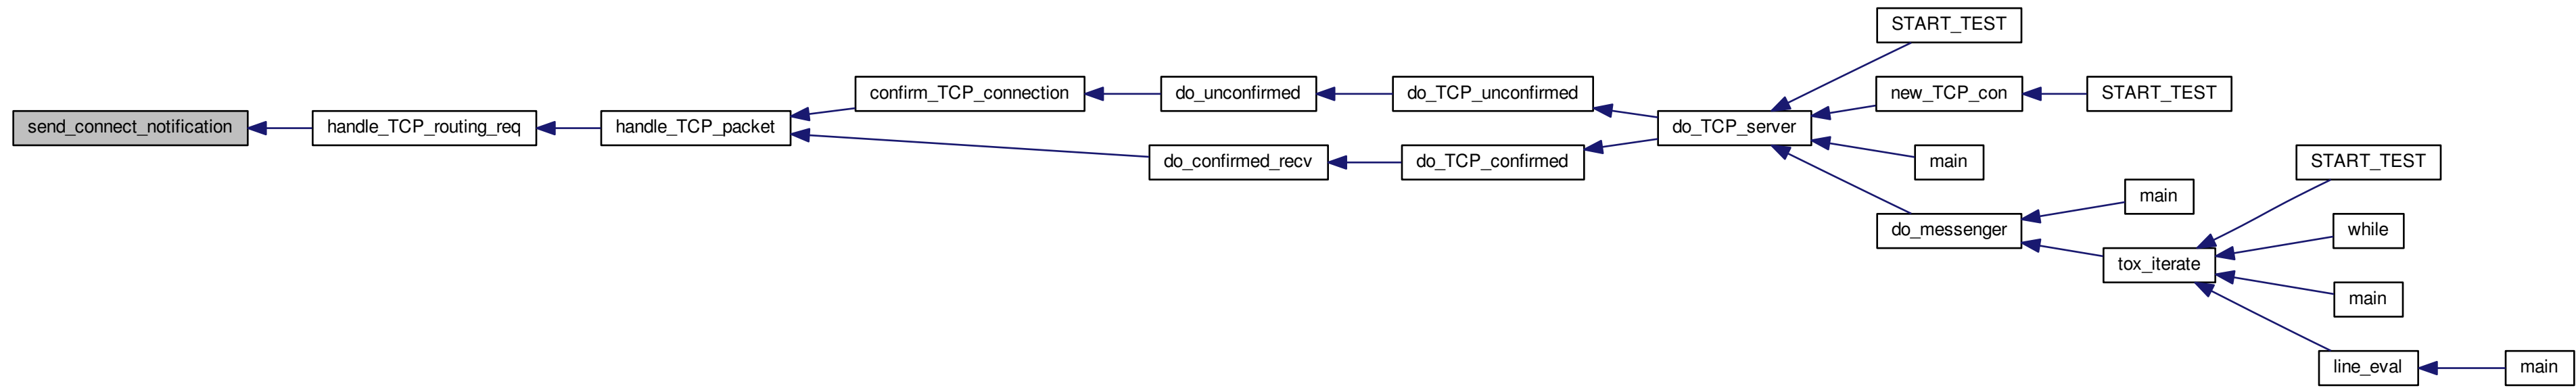 START_TEST
confirm_TCP_connection
do_unconfirmed
do_TCP_unconfirmed
new_TCP_con
START_TEST
send_connect_notification
handle_TCP_routing_req
handle_TCP_packet
do_TCP_server
do_confirmed_recv
do_TCP_confirmed
main
START_TEST
main
do_messenger
while
tox_iterate
main
line_eval
main